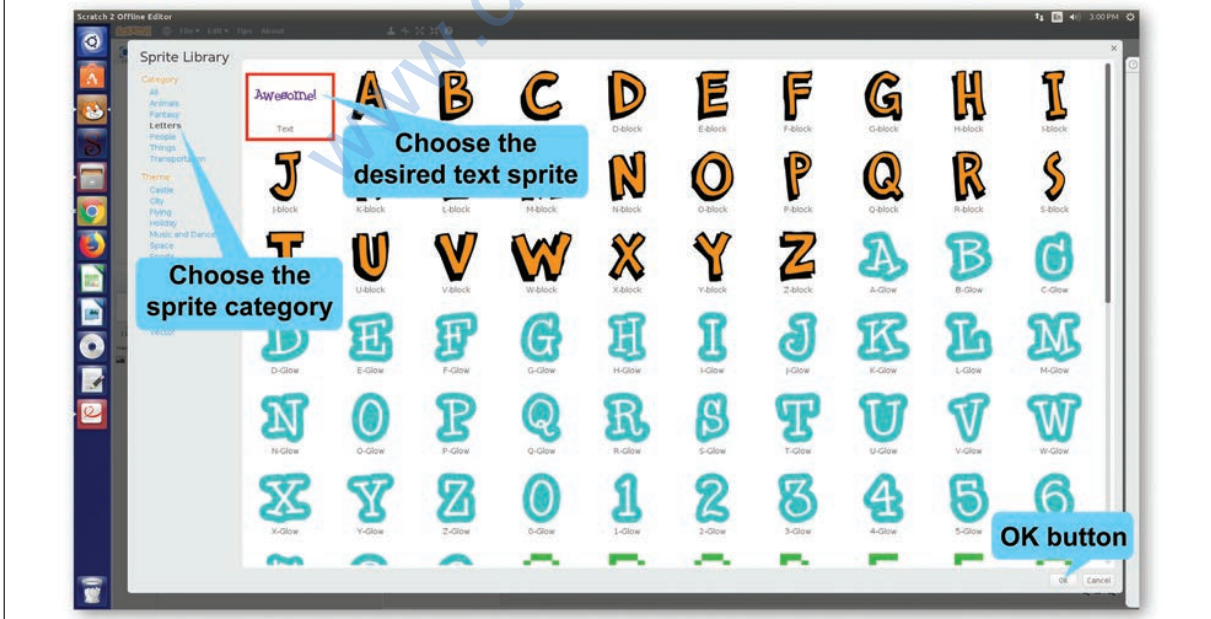 Scratch 2 Offline Editor
3:00 PM
File Edit Tips About
Sprite Library
Category
All
Animals
Fantasy
Letters
People
Things
Transportation
Theme
Castle
City
Flying
Holiday
Music and Dance
Space
Choose the
sprite category
Awesome!
Text
A B C D E F G H I
D-block E-block F-block G-block H-block I-block
Choose the
desired text sprite
J N O P Q R S
J-block K-block L-block M-block N-block O-block P-block Q-block R-block S-block
T U V W X Y Z A B C
U-block V-block W-block X-block Y-block Z-block A-Glow B-Glow C-Glow
D E F G H I J K L M
D-Glow E-Glow F-Glow G-Glow H-Glow I-Glow J-Glow K-Glow L-Glow M-Glow
N O P Q R S T U V W
N-Glow O-Glow P-Glow Q-Glow R-Glow S-Glow T-Glow U-Glow V-Glow W-Glow
X Y Z 0 1 2 3 4 5 6
X-Glow Y-Glow Z-Glow 0-Glow 1-Glow 2-Glow 3-Glow 4-Glow 5-Glow
OK button
OK Cancel
www.